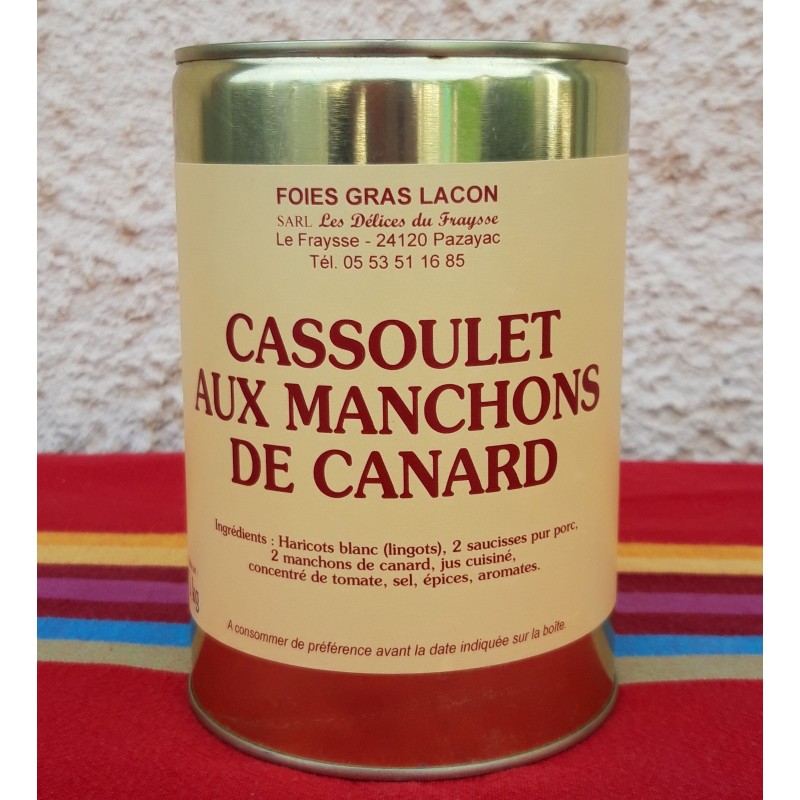 FOIES GRAS LACON
SARL Les Délices du Fraysse
Le Fraysse - 24120 Pazayac
Tél. 05 53 51 16 85
CASSOULET
AUX MANCHONS
DE CANARD
Ingrédients : Haricots blanc (lingots), 2 saucisses pur porc,
2 manchons de canard, jus cuisiné,
concentré de tomate, sel, épices, aromates.
kg
A consommer de préférence avant la date indiquée sur la boîte.